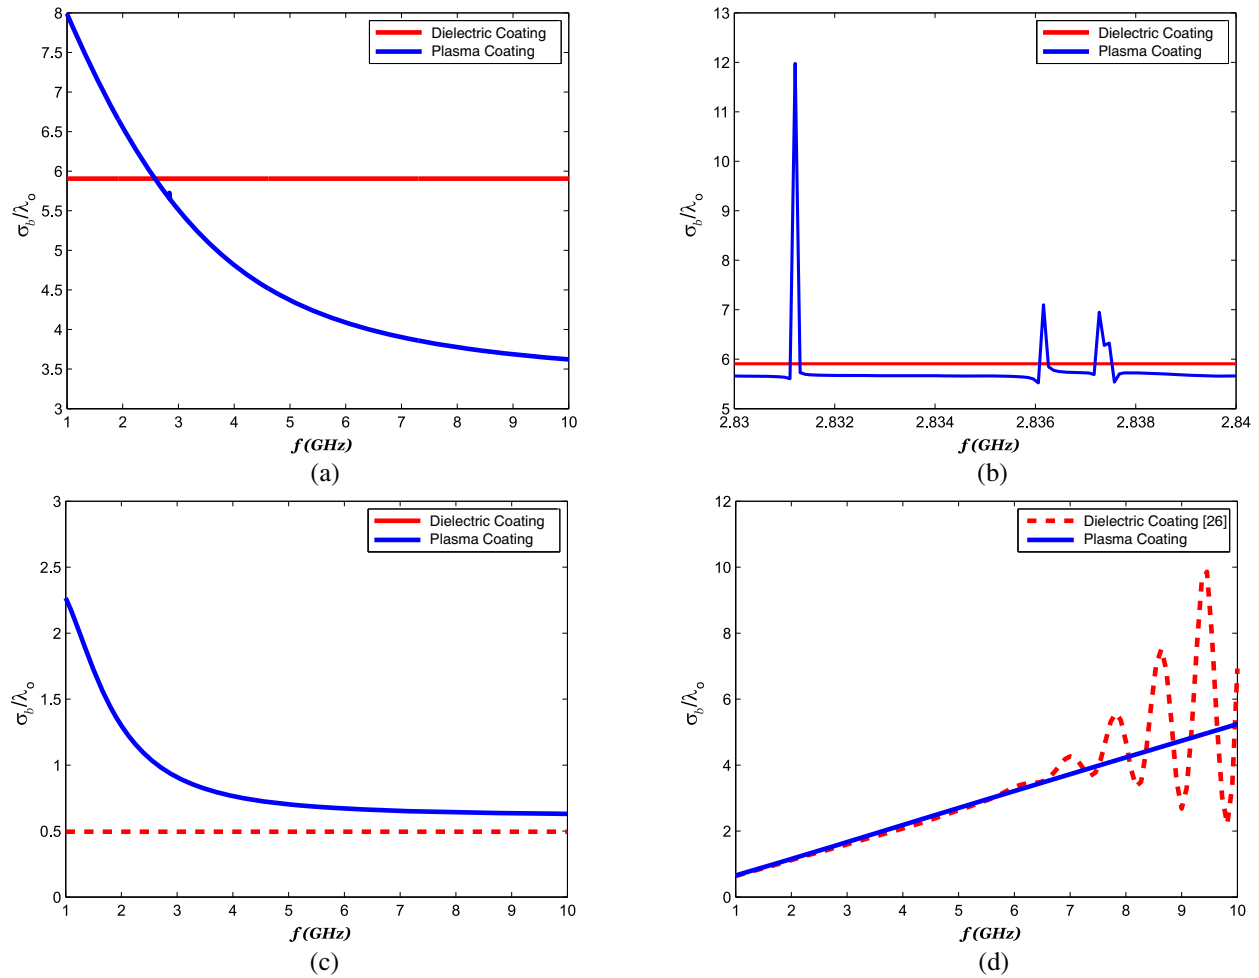 8
7.5
7
6.5
6
5.5
5
4.5
4
3.5
3
σb/λo
1 2 3 4 5 6 7 8 9 10
f(GHz)
Dielectric Coating
Plasma Coating
(a)
13
12
11
10
9
8
7
6
5
σb/λo
2.83 2.832 2.834 2.836 2.838 2.84
f(GHz)
Dielectric Coating
Plasma Coating
(b)
3
2.5
2
1.5
1
0.5
0
σb/λo
1 2 3 4 5 6 7 8 9 10
f(GHz)
Dielectric Coating
Plasma Coating
(c)
12
10
8
6
4
2
0
σb/λo
1 2 3 4 5 6 7 8 9 10
f(GHz)
Dielectric Coating [26]
Plasma Coating
(d)